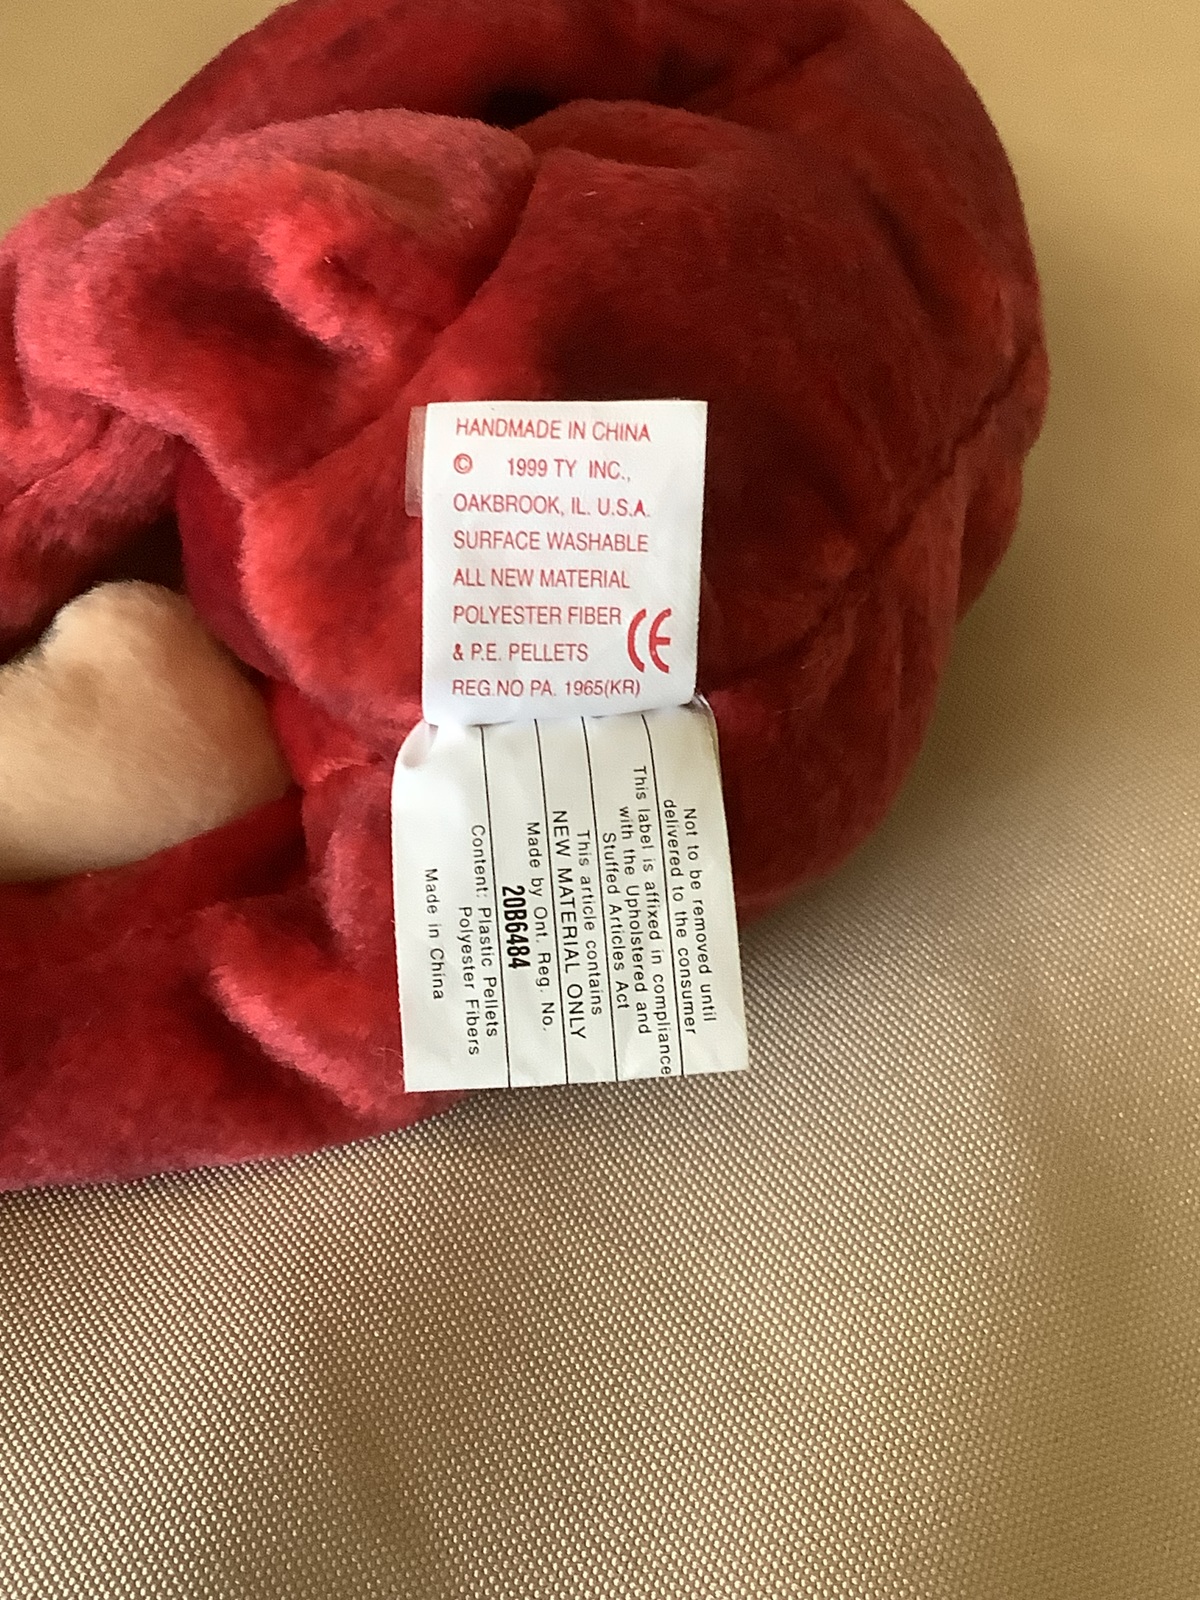 HANDMADE IN CHINA
© 1999 TY INC.,
OAKBROOK, IL. U.S.A.
SURFACE WASHABLE
ALL NEW MATERIAL
POLYESTER FIBER
& P.E. PELLETS
CE
REG.NO PA. 1965(KR)
Not to be removed until
delivered to the consumer
This label is affixed in compliance
with the Upholstered and
Stuffed Articles Act
This article contains
NEW MATERIAL ONLY
Made by Ont. Reg. No.
20B6484
Content: Plastic Pellets
Polyester Fibers
Made in China